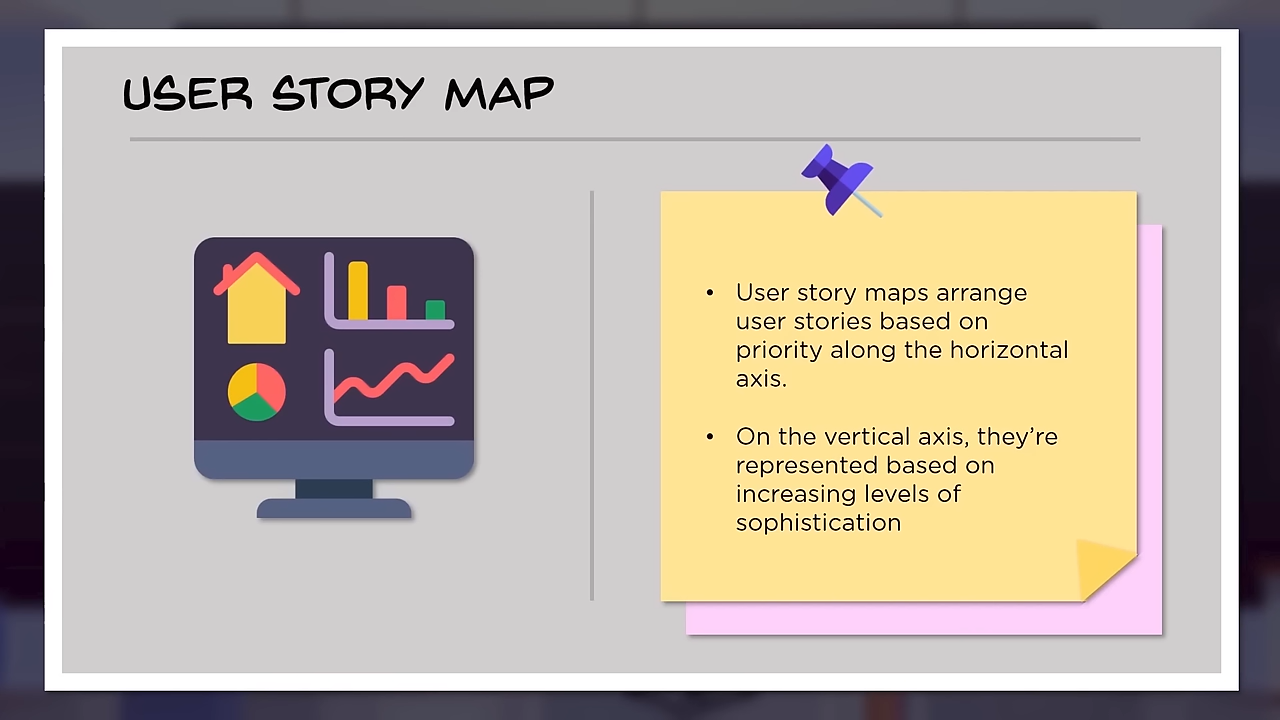 USER STORY MAP
• User story maps arrange
user stories based on
priority along the horizontal
axis.
• On the vertical axis, they’re
represented based on
increasing levels of
sophistication